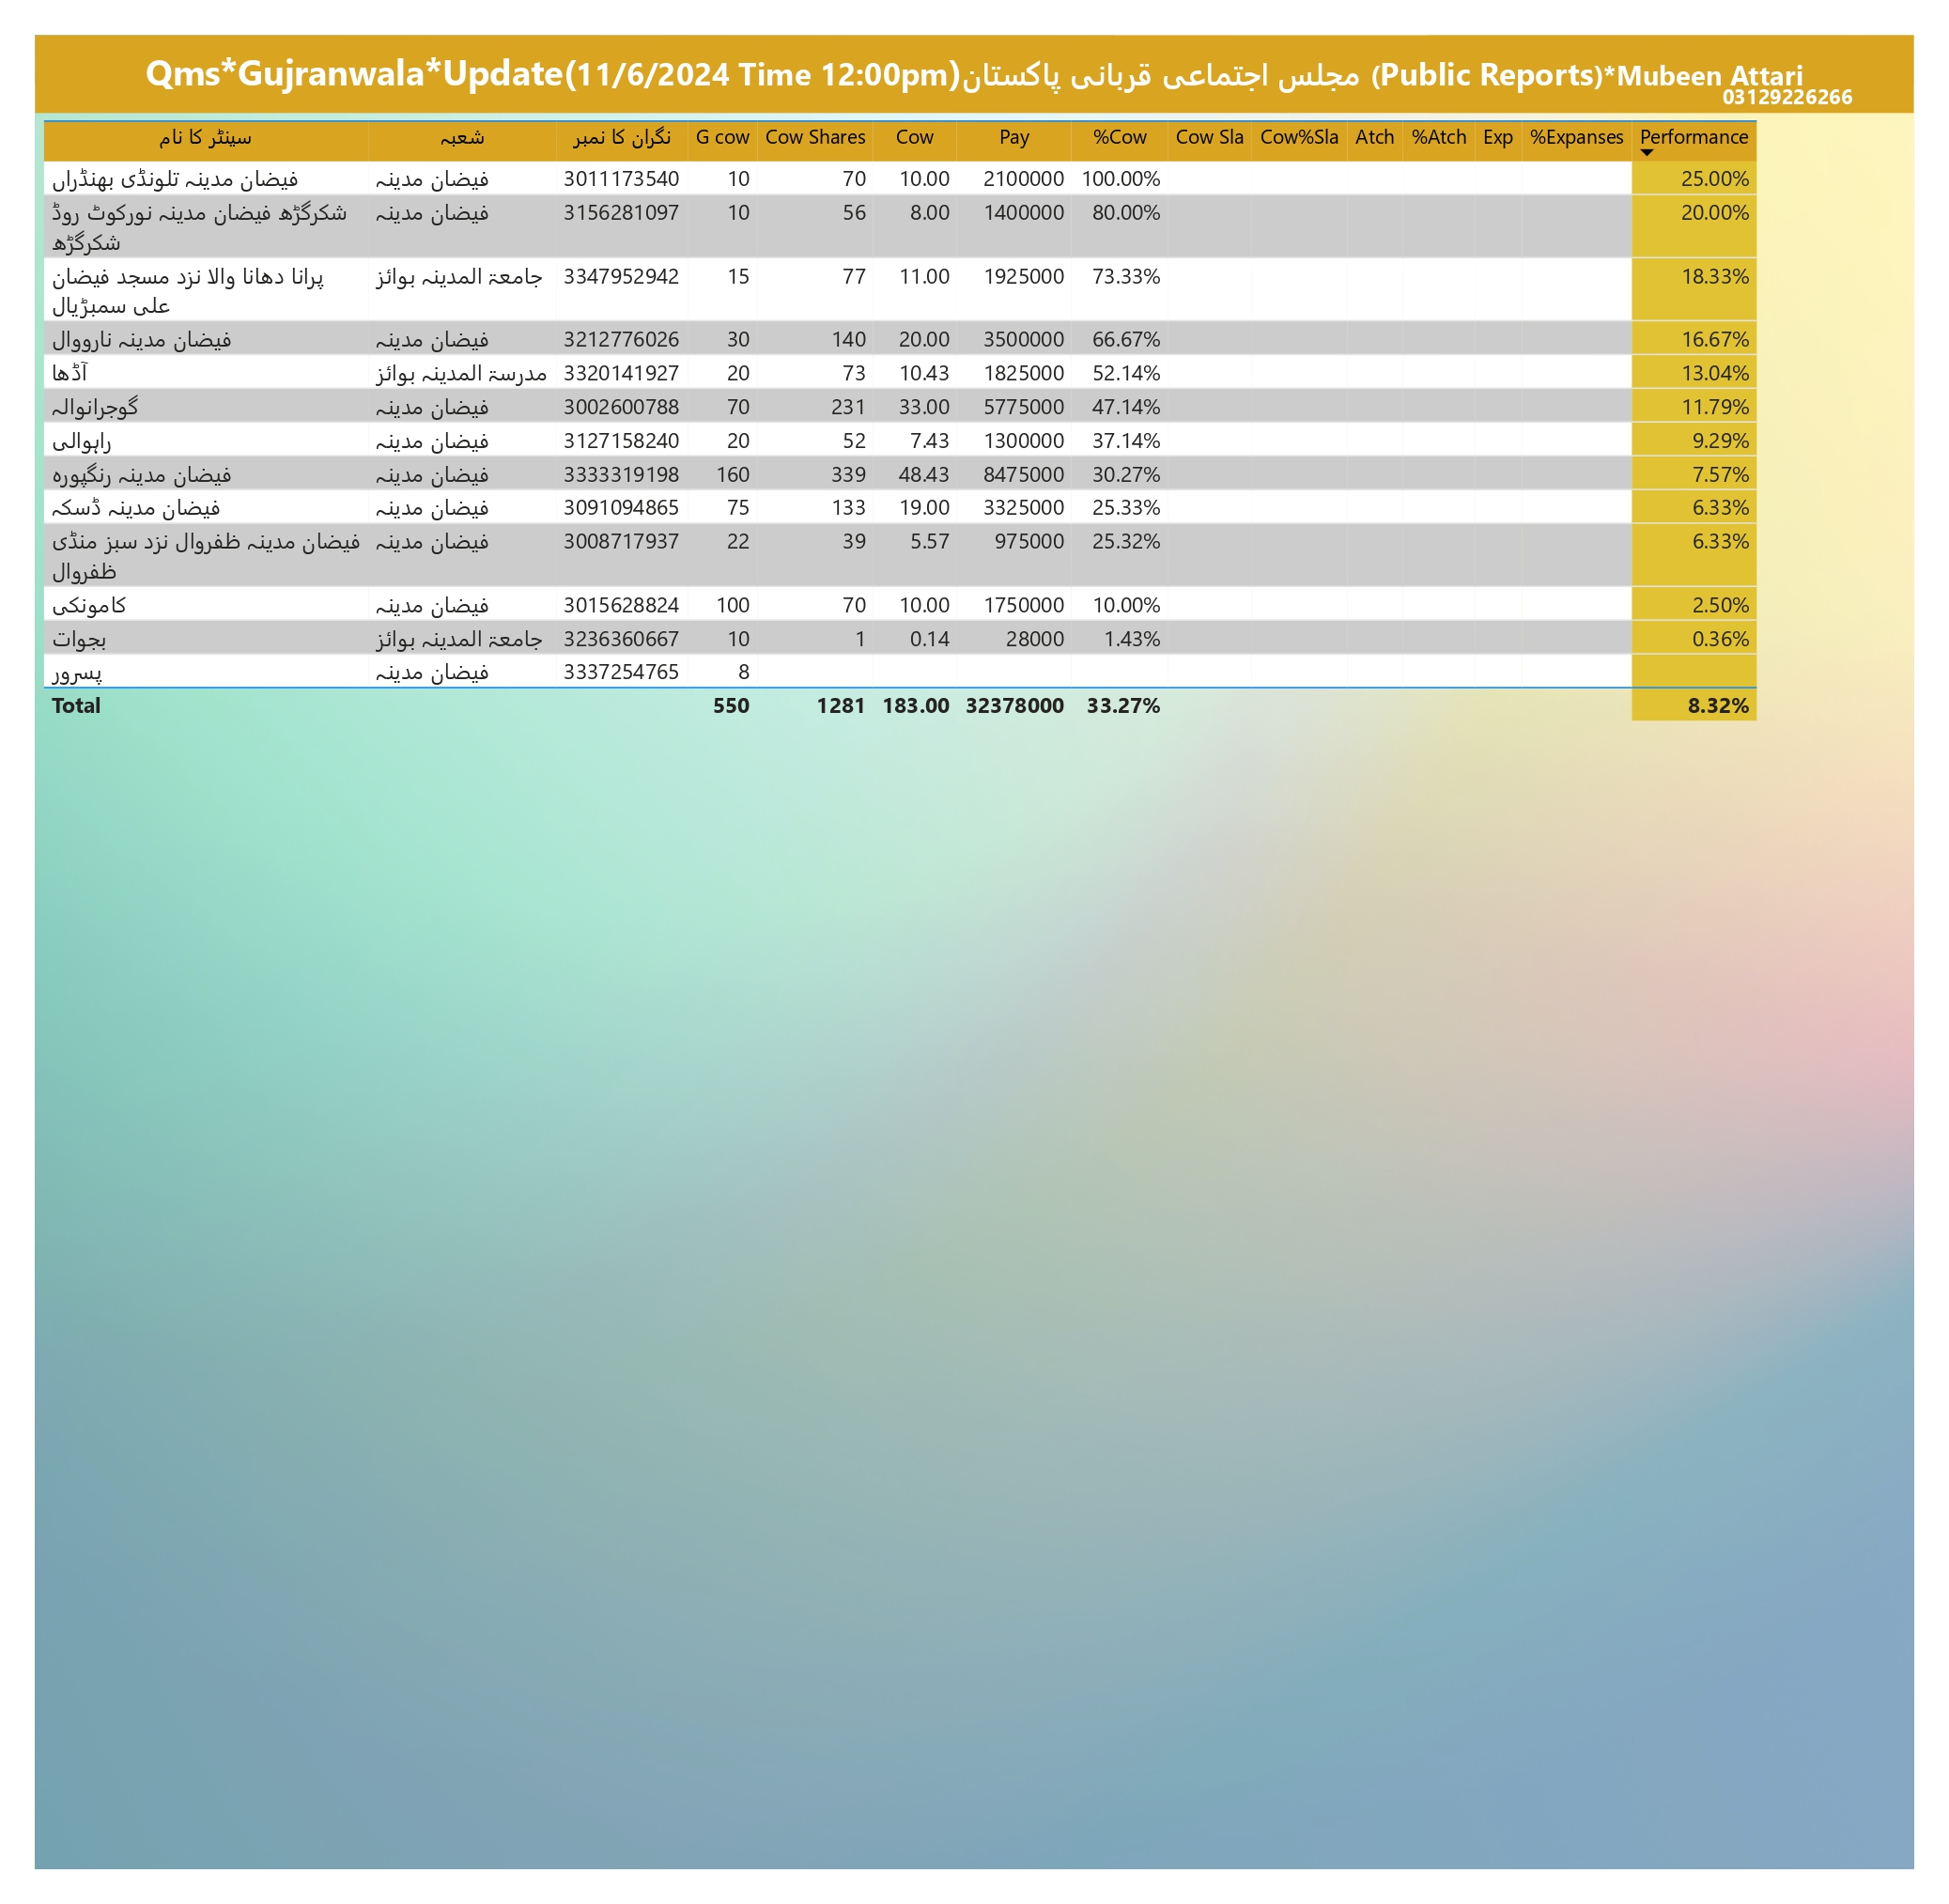 Qms*Gujranwala*Update(11/6/2024 Time 12:00pm)مجلس اجتماعی قربانی پاکستان (Public Reports)*Mubeen Attari
03129226266
سینٹر کا نام شعبہ نگران کا نمبر G cow Cow Shares Cow Pay %Cow Cow Sla Cow%Sla Atch %Atch Exp %Expanses Performance
فیضان مدینہ تلونڈی بھنڈراں فیضان مدینہ 3011173540 10 70 10.00 2100000 100.00% 25.00%
شکرگڑھ فیضان مدینہ نورکوٹ روڈ فیضان مدینہ 3156281097 10 56 8.00 1400000 80.00% 20.00%
شکرگڑھ
پرانا دھانا والا نزد مسجد فیضان جامعۃ المدینہ بوائز 3347952942 15 77 11.00 1925000 73.33% 18.33%
علی سمبڑیال
فیضان مدینہ نارووال فیضان مدینہ 3212776026 30 140 20.00 3500000 66.67% 16.67%
آڈھا مدرسۃ المدینہ بوائز 3320141927 20 73 10.43 1825000 52.14% 13.04%
گوجرانوالہ فیضان مدینہ 3002600788 70 231 33.00 5775000 47.14% 11.79%
راہوالی فیضان مدینہ 3127158240 20 52 7.43 1300000 37.14% 9.29%
فیضان مدینہ رنگپورہ فیضان مدینہ 3333319198 160 339 48.43 8475000 30.27% 7.57%
فیضان مدینہ ڈسکہ فیضان مدینہ 3091094865 75 133 19.00 3325000 25.33% 6.33%
فیضان مدینہ ظفروال نزد سبز منڈی فیضان مدینہ 3008717937 22 39 5.57 975000 25.32% 6.33%
ظفروال
کامونکی فیضان مدینہ 3015628824 100 70 10.00 1750000 10.00% 2.50%
بجوات جامعۃ المدینہ بوائز 3236360667 10 1 0.14 28000 1.43% 0.36%
پسرور فیضان مدینہ 3337254765 8
Total 550 1281 183.00 32378000 33.27% 8.32%